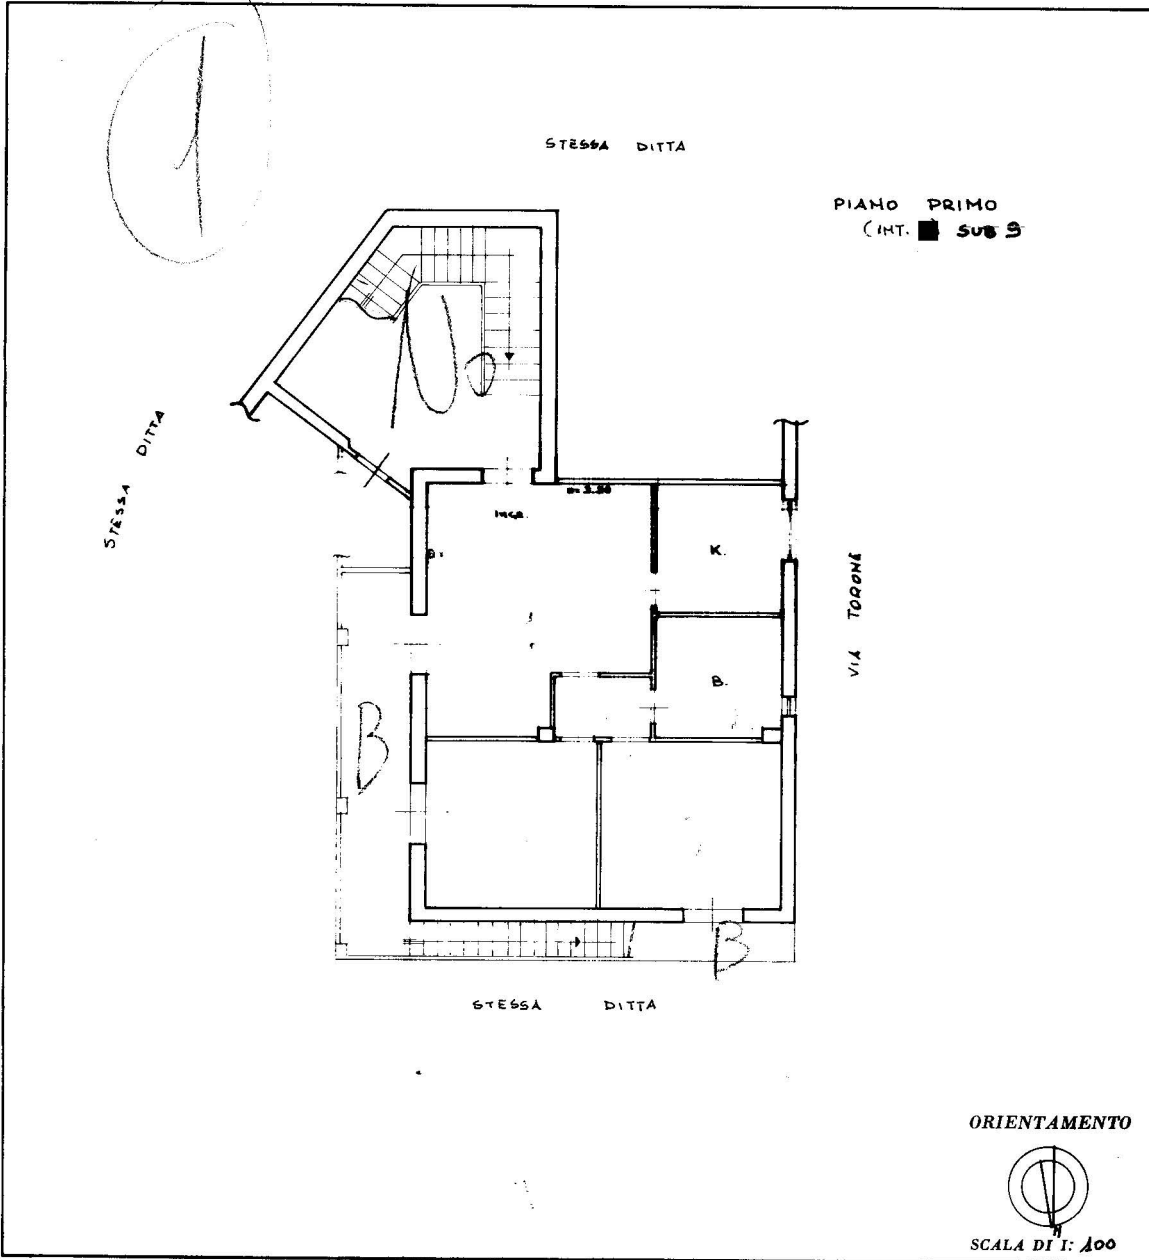 1
STESSA DITTA
PIANO PRIMO
(INT. SUB 9
STESSA DITTA
INGR.
K.
VIA TORONE
B.
B
B
STESSA DITTA
ORIENTAMENTO
N
SCALA DI 1: 100